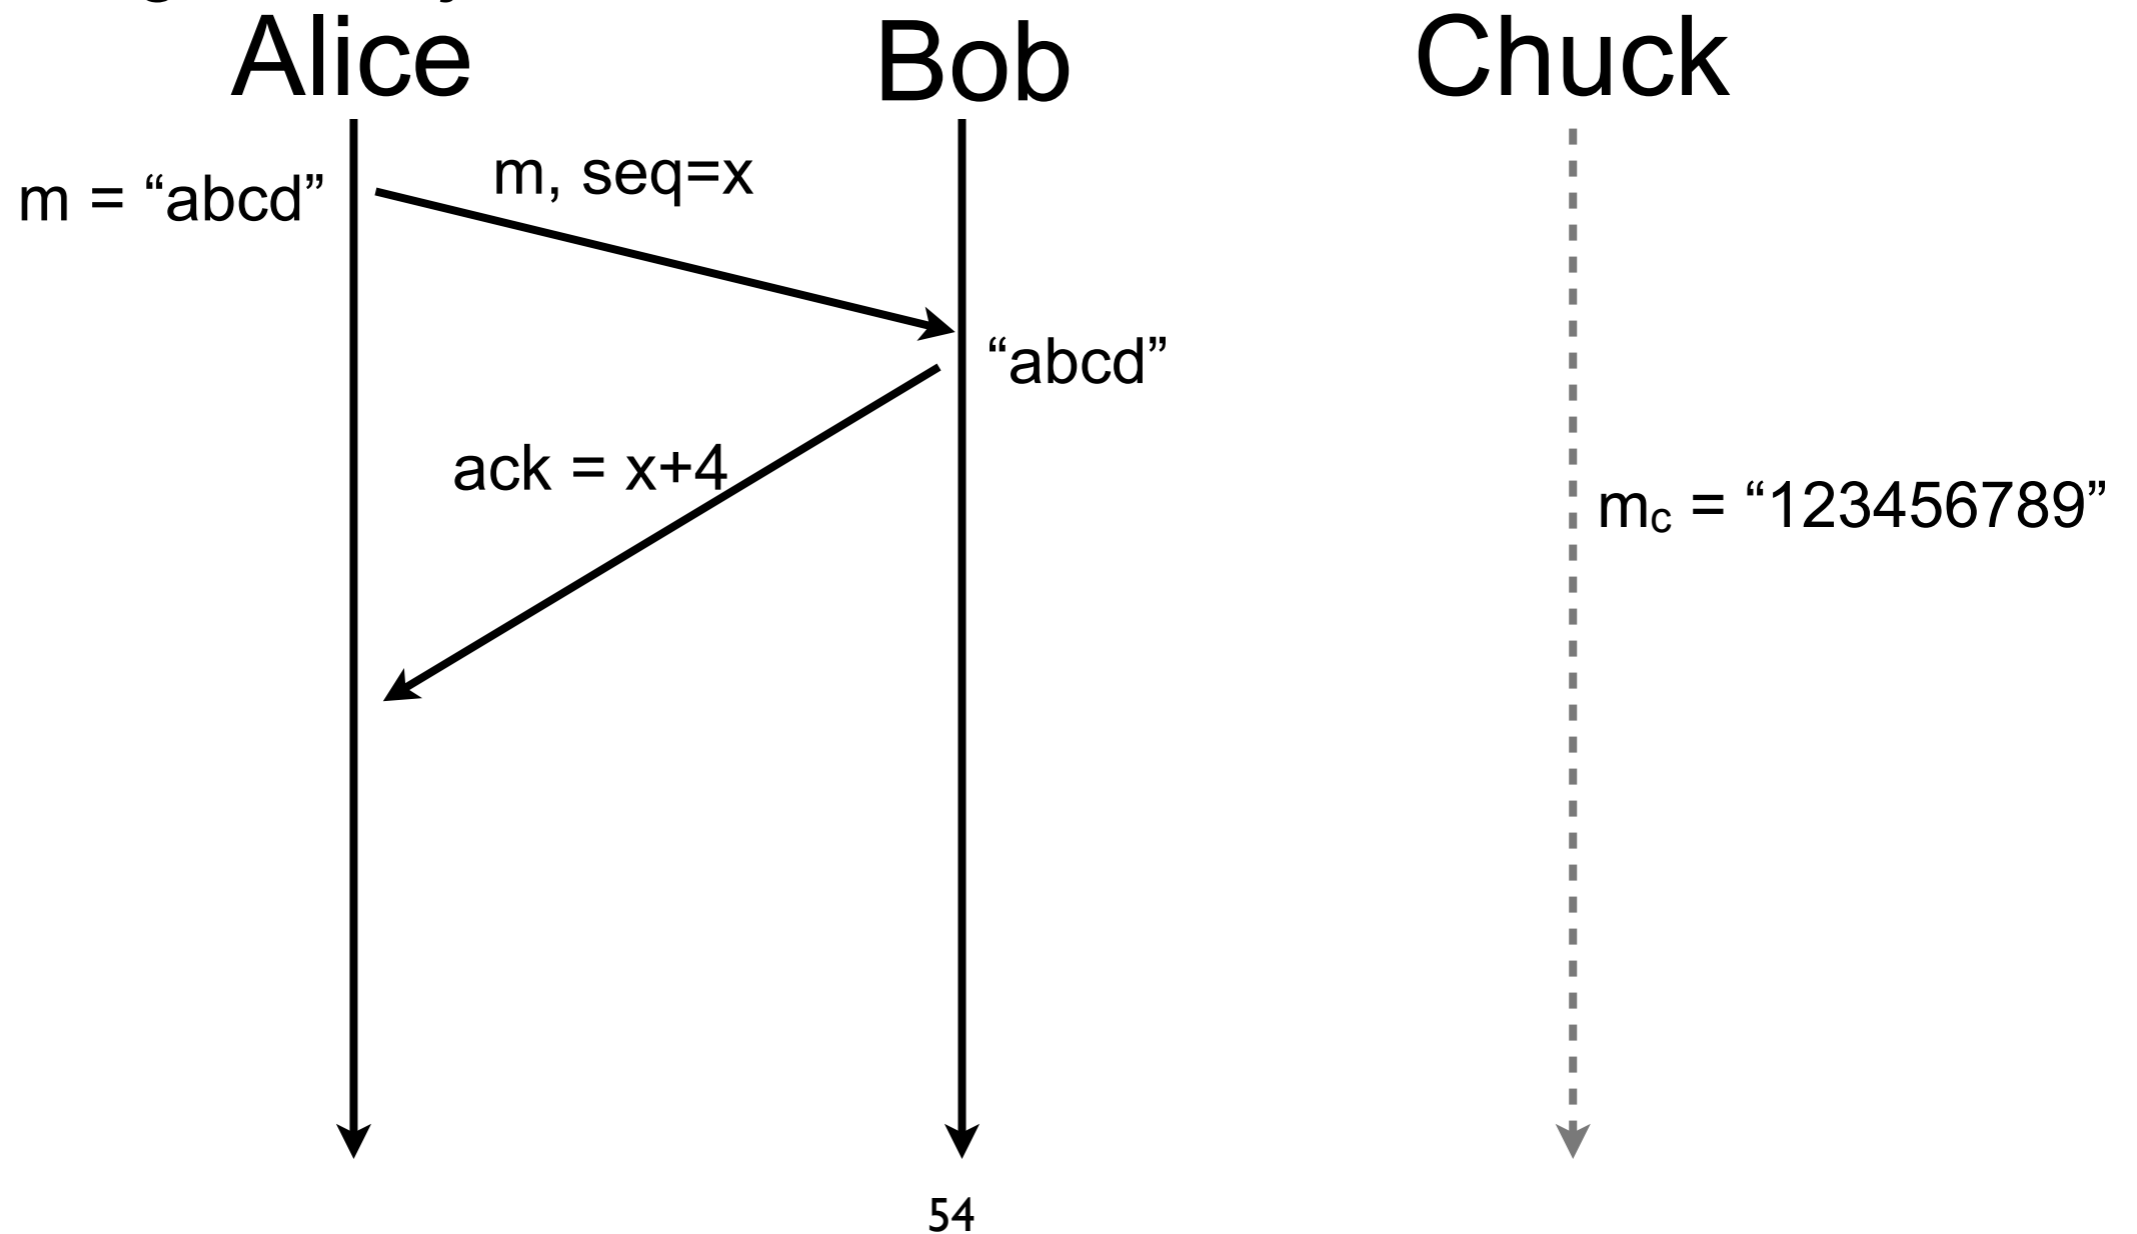 Alice Bob Chuck
m = “abcd” m, seq=x
“abcd”
ack = x+4
mc = “123456789”
54